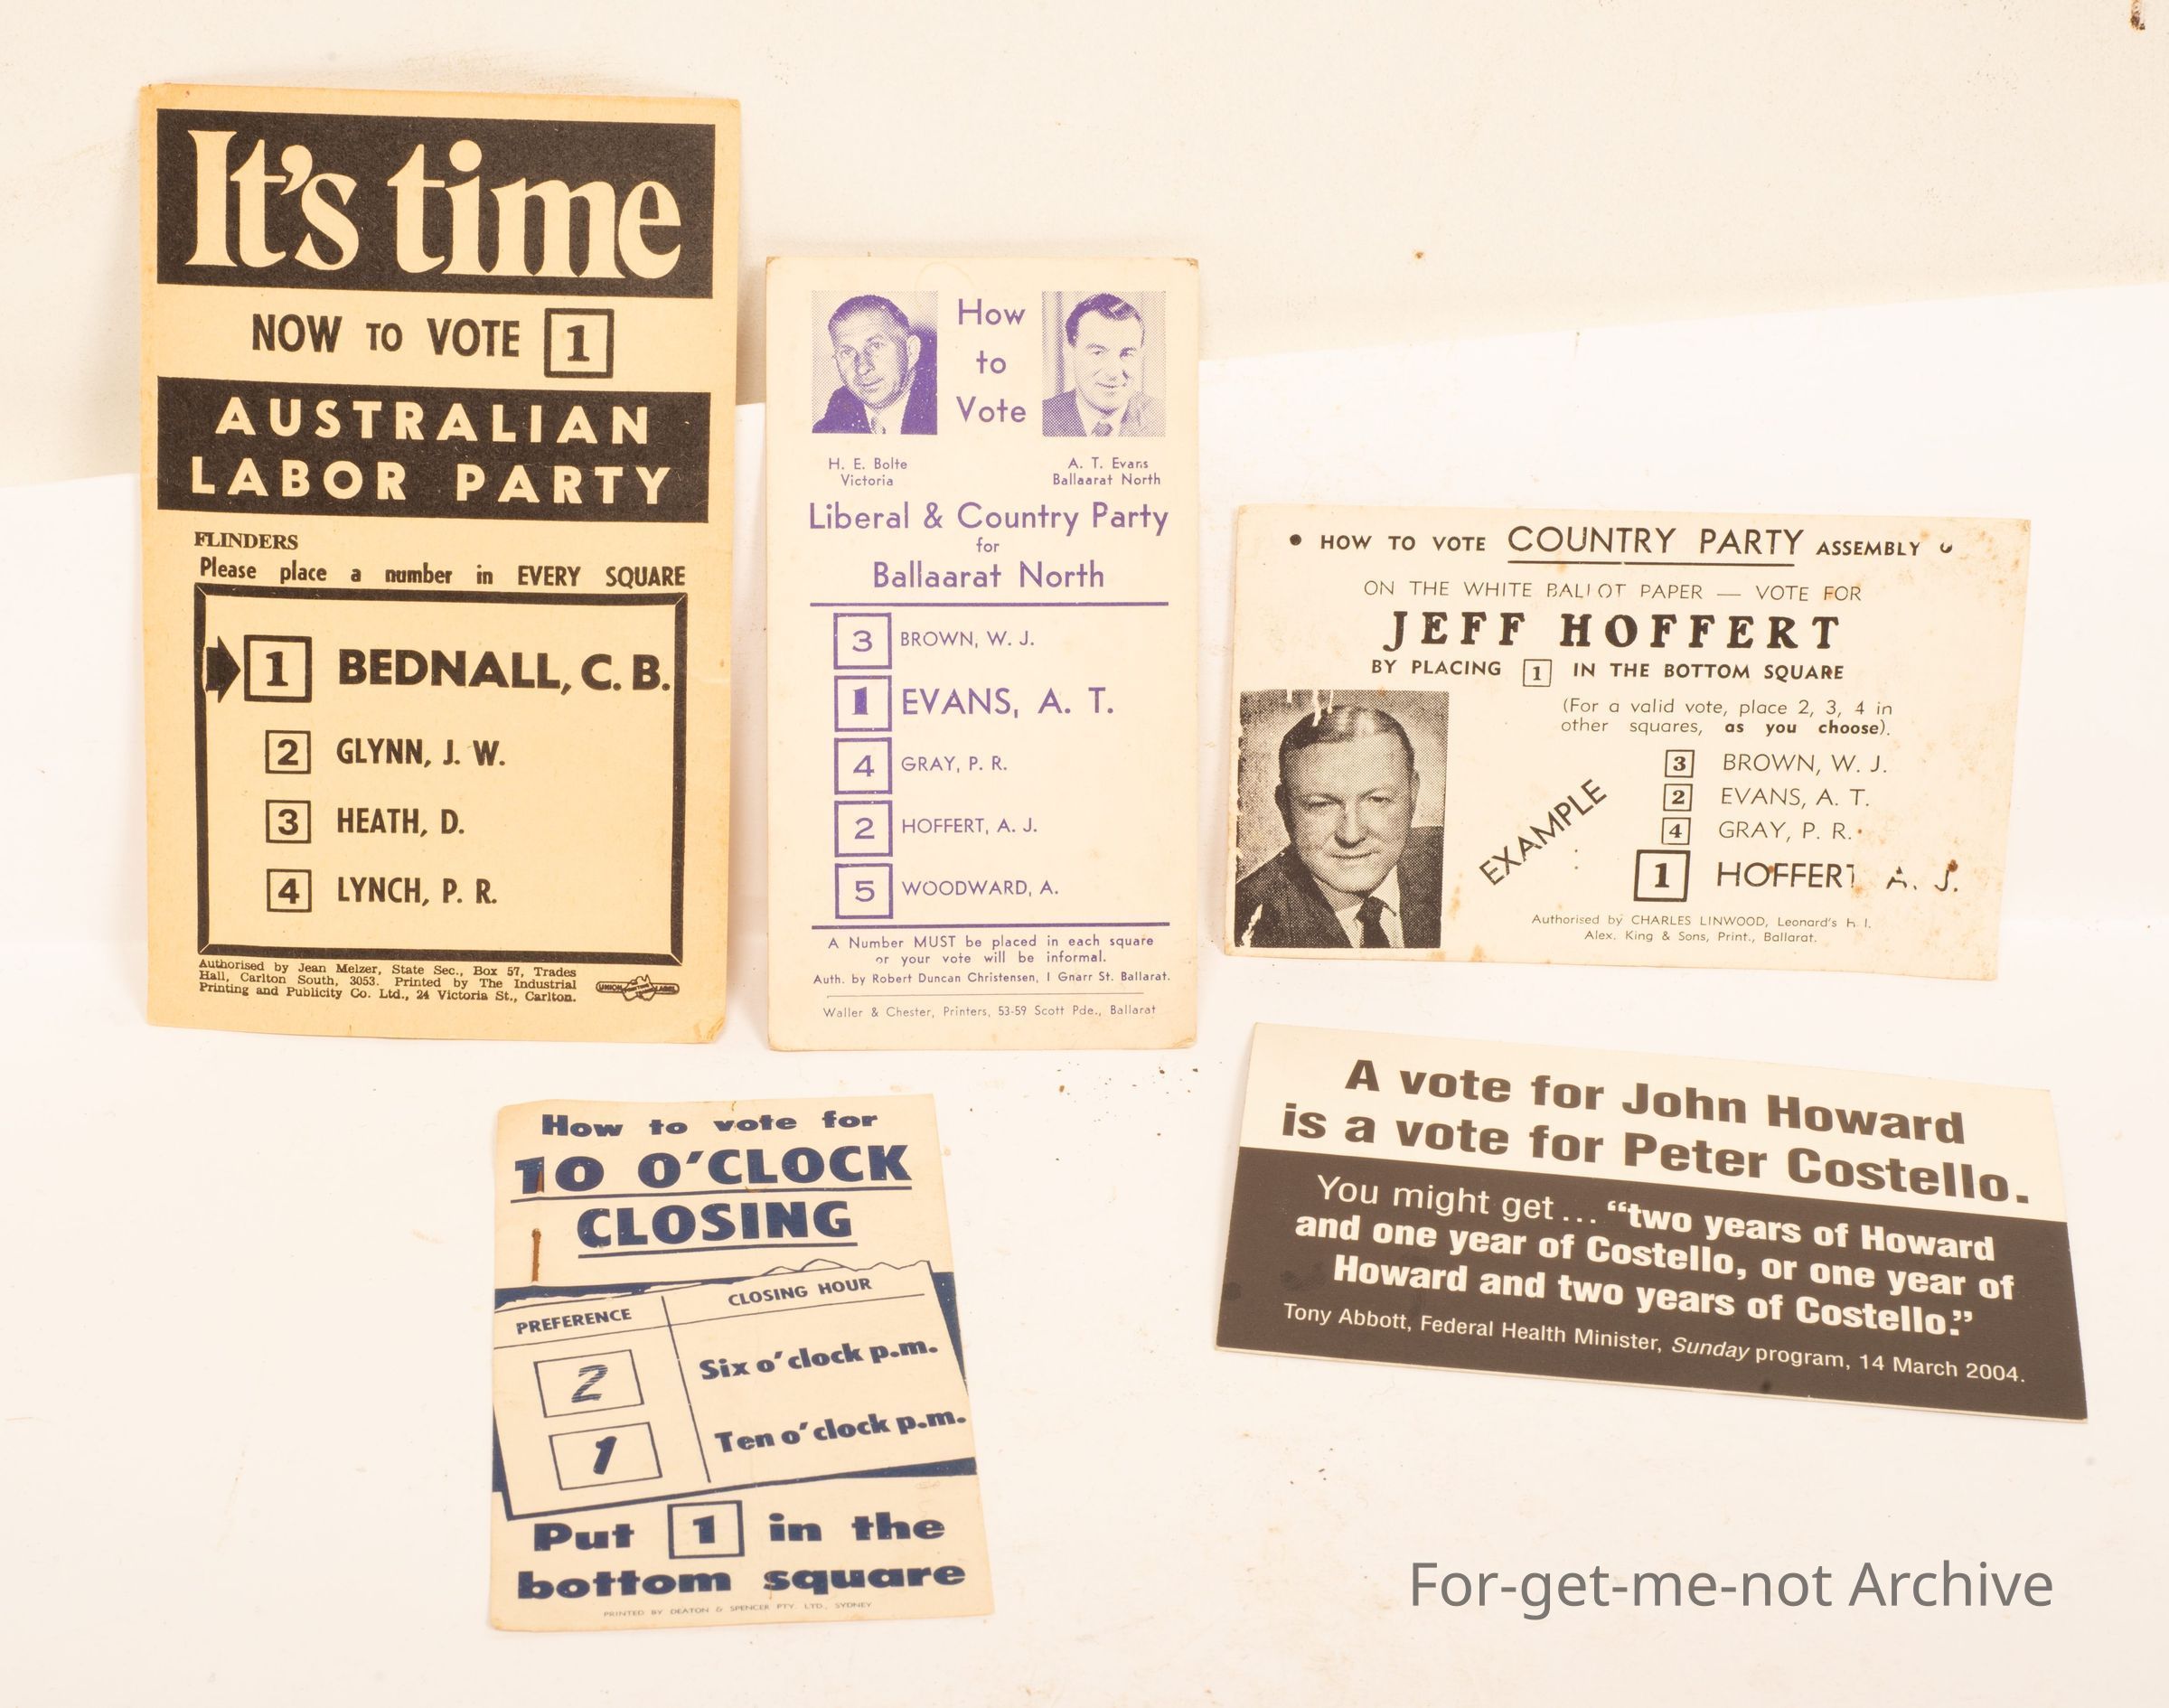 It's time
NOW TO VOTE 1
AUSTRALIAN
LABOR PARTY
FLINDERS
Please place a number in EVERY SQUARE
1 BEDNALL, C. B.
2 GLYNN, J. W.
3 HEATH, D.
4 LYNCH, P. R.
Authorised by Jean Melzer, State Sec., Box 57, Trades
Hall, Carlton South, 3053. Printed by The Industrial
Printing and Publicity Co. Ltd., 24 Victoria St., Carlton.
How
to
Vote
H. E. Bolte
Victoria
A. T. Evans
Ballaarat North
Liberal & Country Party
for
Ballaarat North
3 BROWN, W. J.
1 EVANS, A. T.
4 GRAY, P. R.
2 HOFFERT, A. J.
5 WOODWARD, A.
A Number MUST be placed in each square
or your vote will be informal.
Auth. by Robert Duncan Christensen, 1 Gnarr St. Ballarat.
Waller & Chester, Printers, 53-59 Scott Pde., Ballarat
• HOW TO VOTE COUNTRY PARTY ASSEMBLY •
ON THE WHITE BALLOT PAPER — VOTE FOR
JEFF HOFFERT
BY PLACING 1 IN THE BOTTOM SQUARE
(For a valid vote, place 2, 3, 4 in
other squares, as you choose).
EXAMPLE :
3 BROWN, W. J.
2 EVANS, A. T.
4 GRAY, P. R.
1 HOFFERT A. J.
Authorised by CHARLES LINWOOD, Leonard's
Alex. King & Sons, Print., Ballarat.
How to vote for
10 O'CLOCK
CLOSING
PREFERENCE CLOSING HOUR
2 Six o'clock p.m.
1 Ten o'clock p.m.
Put 1 in the
bottom square
PRINTED BY DEATON & SPENCER PTY. LTD., SYDNEY
A vote for John Howard
is a vote for Peter Costello.
You might get... “two years of Howard
and one year of Costello, or one year of
Howard and two years of Costello.”
Tony Abbott, Federal Health Minister, Sunday program, 14 March 2004.
For-get-me-not Archive